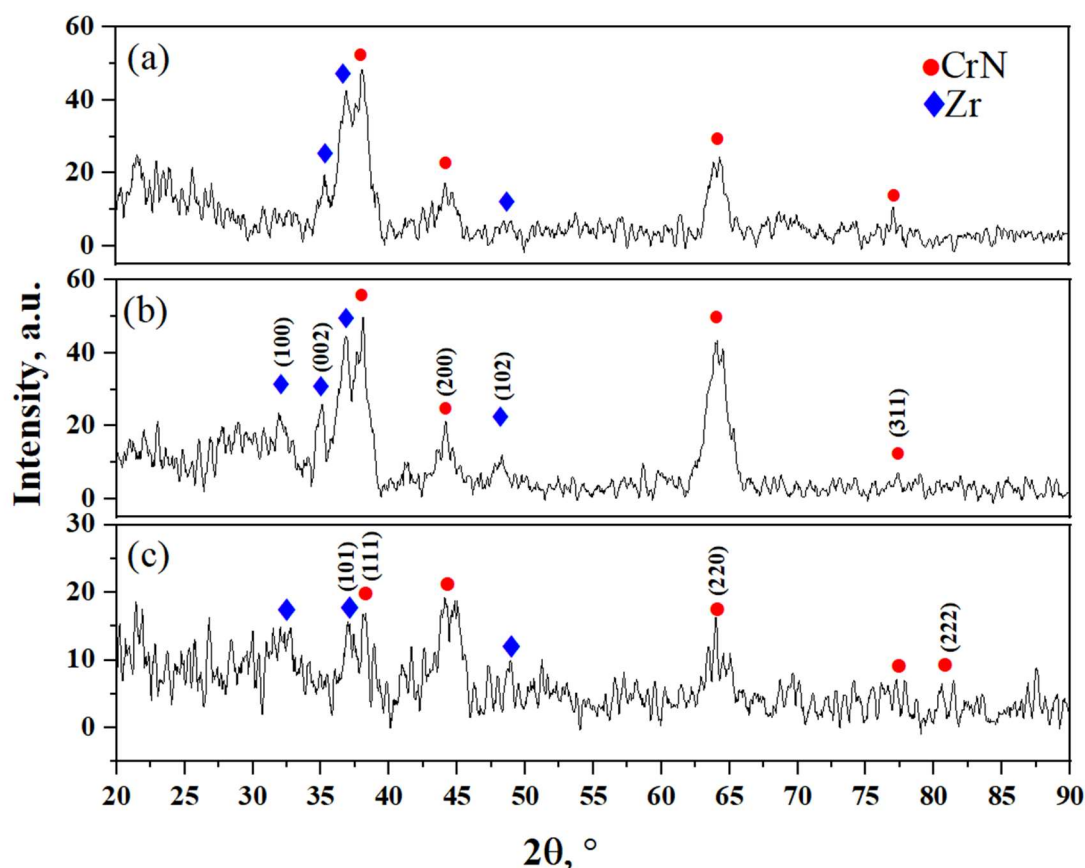 (a)
CrN
Zr
60
40
20
0
(b)
(100)
(002)
(200)
(102)
(311)
60
40
20
0
(c)
(101)
(111)
(220)
(222)
30
20
10
0
Intensity, a.u.
20 25 30 35 40 45 50 55 60 65 70 75 80 85 90
2θ, °